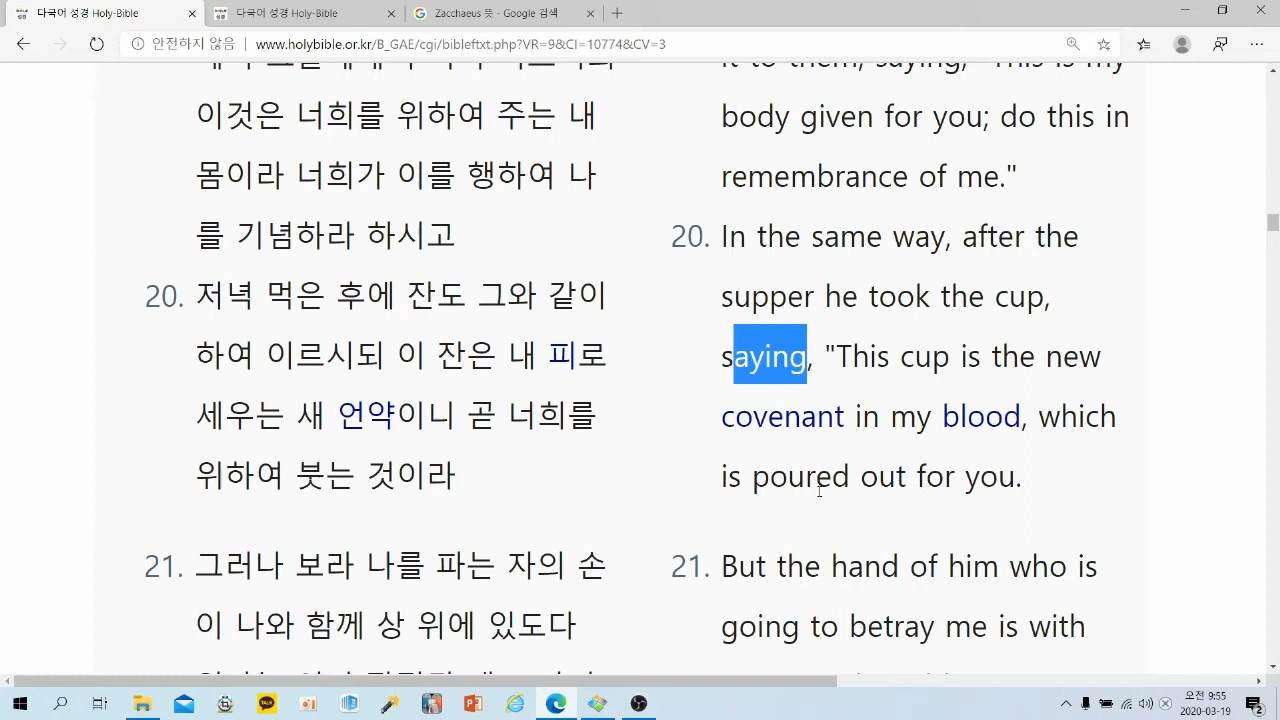 다국어 성경 Holy-Bible
다국어 성경 Holy-Bible
Zacchaeus 뜻 - Google 검색
안전하지 않음
www.holybible.or.kr/B_GAE/cgi/bibleftxt.php?VR=9&CI=10774&CV=3
이것은 너희를 위하여 주는 내
몸이라 너희가 이를 행하여 나
를 기념하라 하시고
20. 저녁 먹은 후에 잔도 그와 같이
하여 이르시되 이 잔은 내 피로
세우는 새 언약이니 곧 너희를
위하여 붓는 것이라
21. 그러나 보라 나를 파는 자의 손
이 나와 함께 상 위에 있도다
it to them, saying, "This is my
body given for you; do this in
remembrance of me."
20. In the same way, after the
supper he took the cup,
saying, "This cup is the new
covenant in my blood, which
is poured out for you.
21. But the hand of him who is
going to betray me is with
TALK
오전 9:55
2020-03-19
2